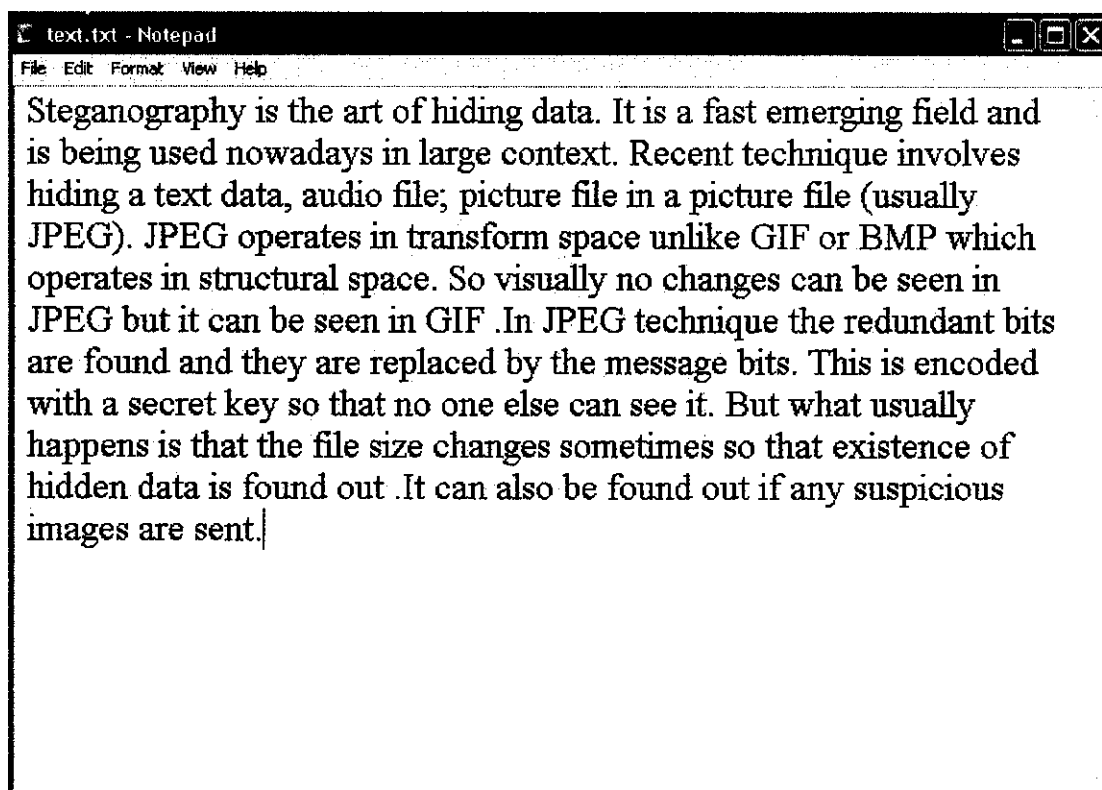 text.txt - Notepad
File Edit Format View Help
Steganography is the art of hiding data. It is a fast emerging field and
is being used nowadays in large context. Recent technique involves
hiding a text data, audio file; picture file in a picture file (usually
JPEG). JPEG operates in transform space unlike GIF or BMP which
operates in structural space. So visually no changes can be seen in
JPEG but it can be seen in GIF .In JPEG technique the redundant bits
are found and they are replaced by the message bits. This is encoded
with a secret key so that no one else can see it. But what usually
happens is that the file size changes sometimes so that existence of
hidden data is found out .It can also be found out if any suspicious
images are sent.